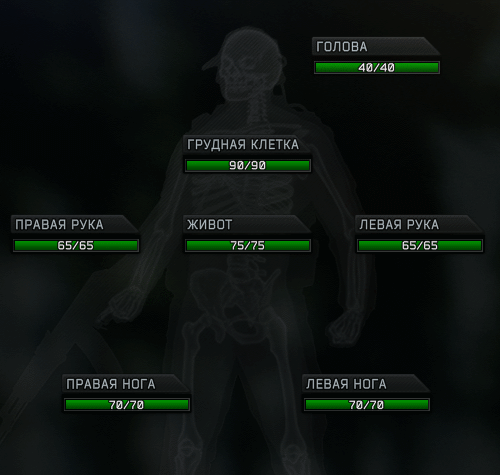 ГОЛОВА
40/40
ГРУДНАЯ КЛЕТКА
90/90
ПРАВАЯ РУКА
65/65
ЖИВОТ
75/75
ЛЕВАЯ РУКА
65/65
ПРАВАЯ НОГА
70/70
ЛЕВАЯ НОГА
70/70